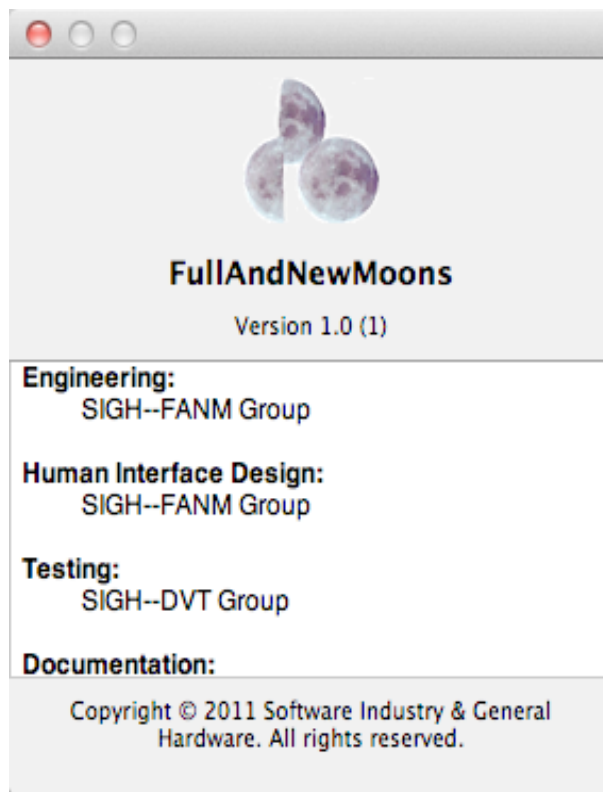 FullAndNewMoons
Version 1.0 (1)
Engineering:
SIGH--FANM Group
Human Interface Design:
SIGH--FANM Group
Testing:
SIGH--DVT Group
Documentation:
Copyright © 2011 Software Industry & General
Hardware. All rights reserved.